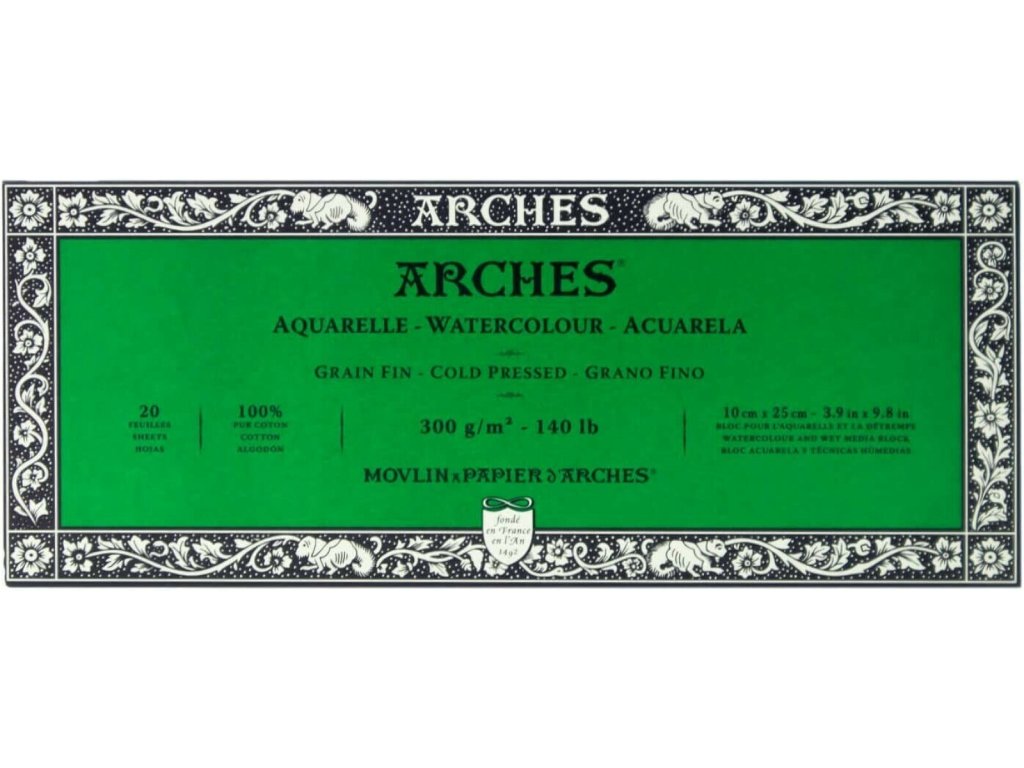 ARCHES
ARCHES®
AQUARELLE - WATERCOLOUR - ACUARELA
GRAIN FIN - COLD PRESSED - GRANO FINO
20
FEUILLES
SHEETS
HOJAS
100%
PUR COTON
COTTON
ALGODÓN
300 g/m² - 140 lb
10 cm x 25 cm - 3.9 in x 9.8 in
BLOC POUR L'AQUARELLE ET LA DÉTREMPE
WATERCOLOUR AND WET MEDIA BLOCK
BLOC ACUARELA Y TÉCNICAS HÚMEDIAS
MOVLIN À PAPIER D'ARCHES®
fondé
en France
en l'An
1492